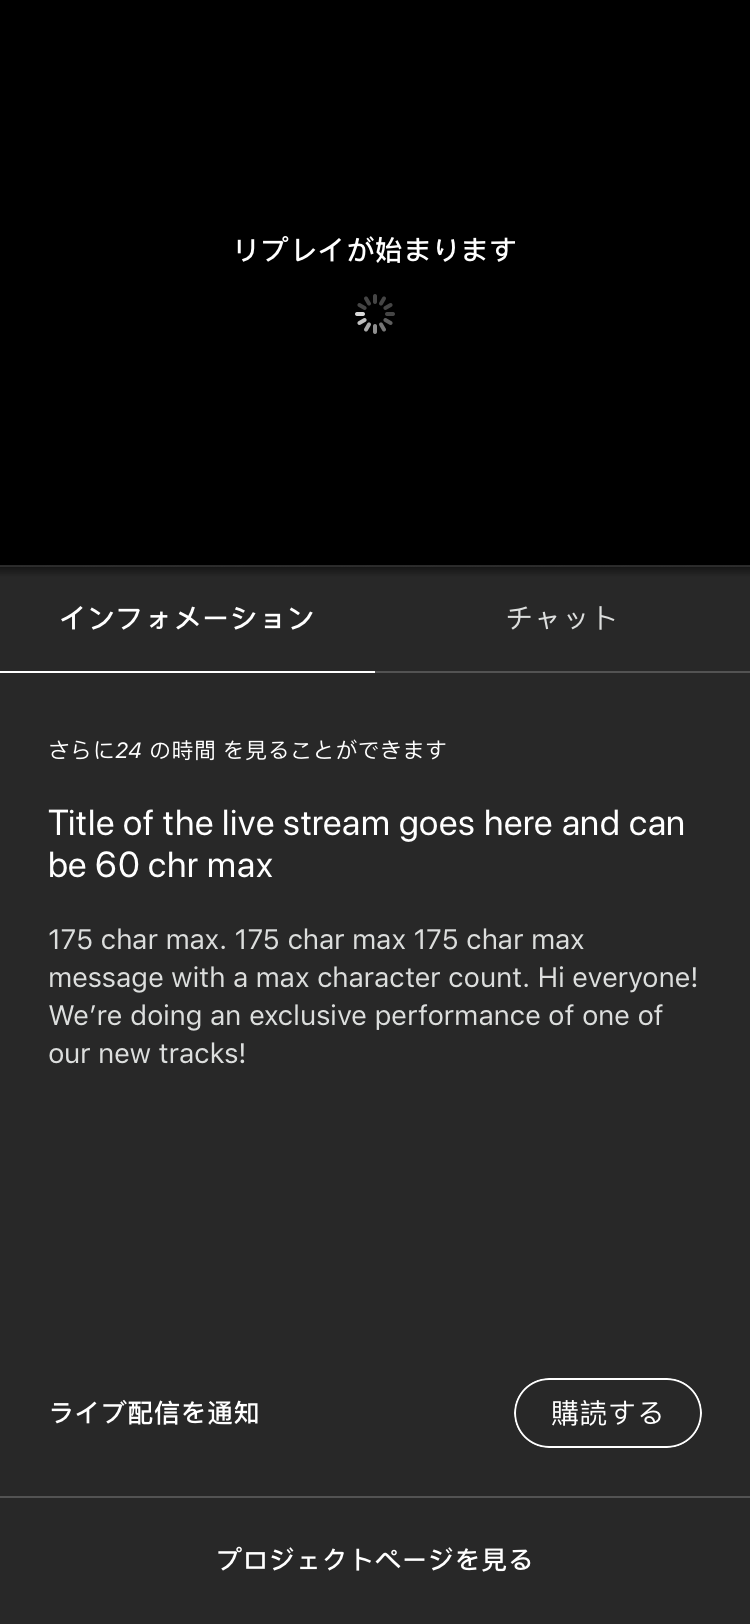 リプレイが始まります
インフォメーション
チャット
さらに24 の時間 を見ることができます
Title of the live stream goes here and can
be 60 chr max
175 char max. 175 char max 175 char max
message with a max character count. Hi everyone!
We’re doing an exclusive performance of one of
our new tracks!
ライブ配信を通知
購読する
プロジェクトページを見る